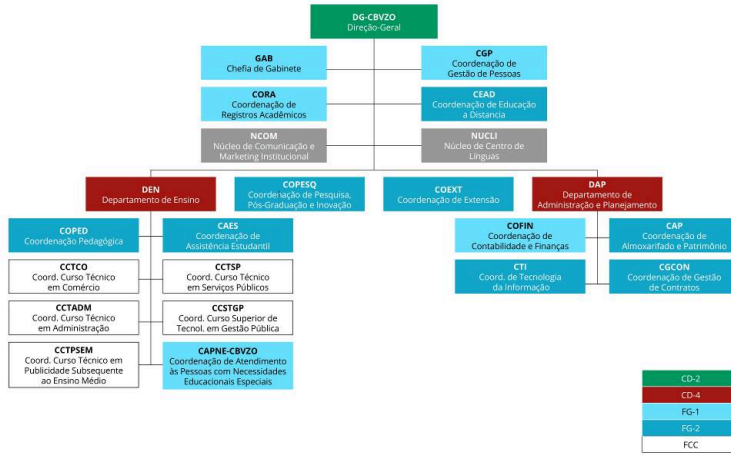 DG-CBVZO
Direção-Geral
GAB
Chefia de Gabinete
CGP
Coordenação de
Gestão de Pessoas
CORA
Coordenação de
Registros Acadêmicos
CEAD
Coordenação de Educação
a Distancia
NCOM
Núcleo de Comunicação e
Marketing Institucional
NUCLI
Núcleo de Centro de
Línguas
DEN
Departamento de Ensino
COPESQ
Coordenação de Pesquisa,
Pós-Graduação e Inovação
COEXT
Coordenação de Extensão
DAP
Departamento de
Administração e Planejamento
COPED
Coordenação Pedagógica
CAES
Coordenação de
Assistência Estudantil
COFIN
Coordenação de
Contabilidade e Finanças
CAP
Coordenação de
Almoxarifado e Patrimônio
CCTCO
Coord. Curso Técnico
em Comércio
CCTSP
Coord. Curso Técnico
em Serviços Públicos
CTI
Coord. de Tecnologia
da Informação
CGCON
Coordenação de Gestão
de Contratos
CCTADM
Coord. Curso Técnico
em Administração
CCSTGP
Coord. Curso Superior de
Tecnol. em Gestão Pública
CCTPSEM
Coord. Curso Técnico em
Publicidade Subsequente
ao Ensino Médio
CAPNE-CBVZO
Coordenação de Atendimento
às Pessoas com Necessidades
Educacionais Especiais
CD-2
CD-4
FG-1
FG-2
FCC